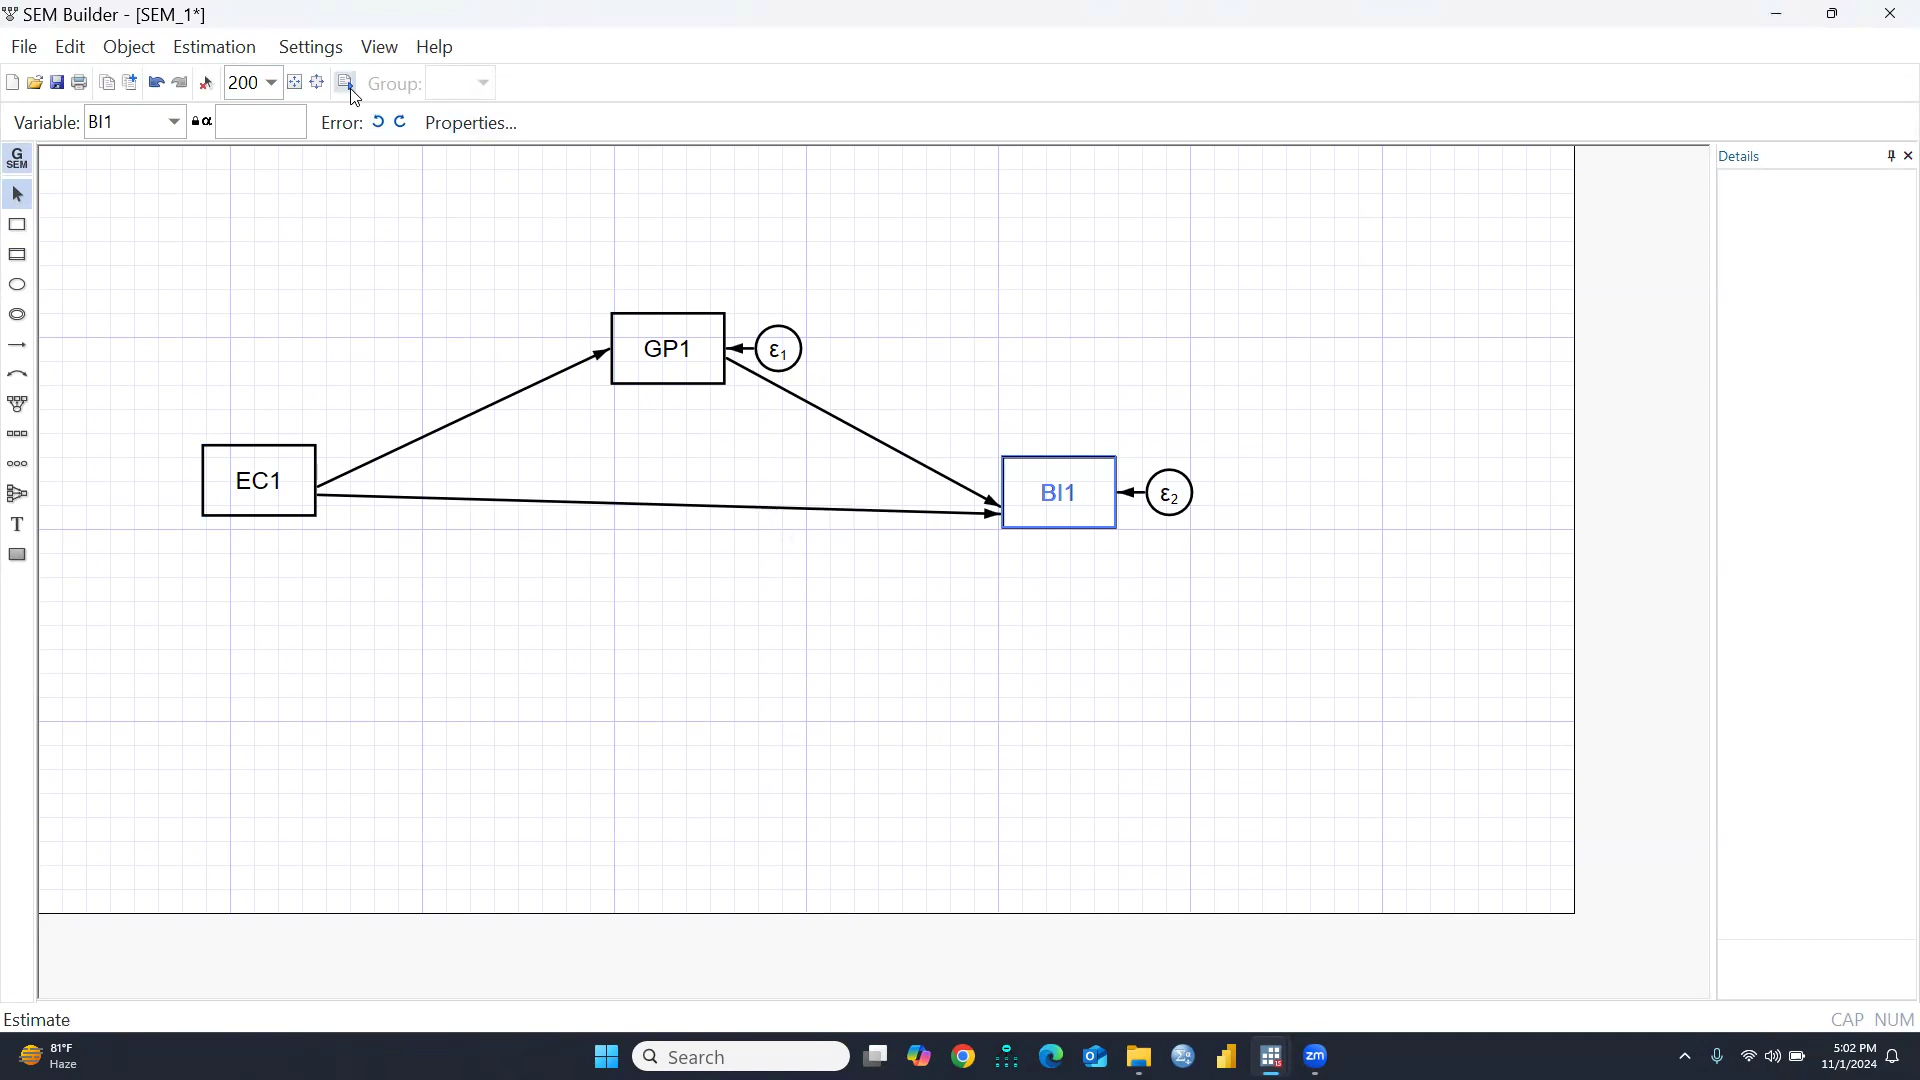 SEM Builder - [SEM_1*]
File Edit Object Estimation Settings View Help
200 Group:
Variable: BI1 α Error: Properties...
G
SEM
Details
GP1
ε1
EC1
BI1
ε2
T
Estimate
CAP NUM
81°F
Haze
Search
zm
5:02 PM
11/1/2024